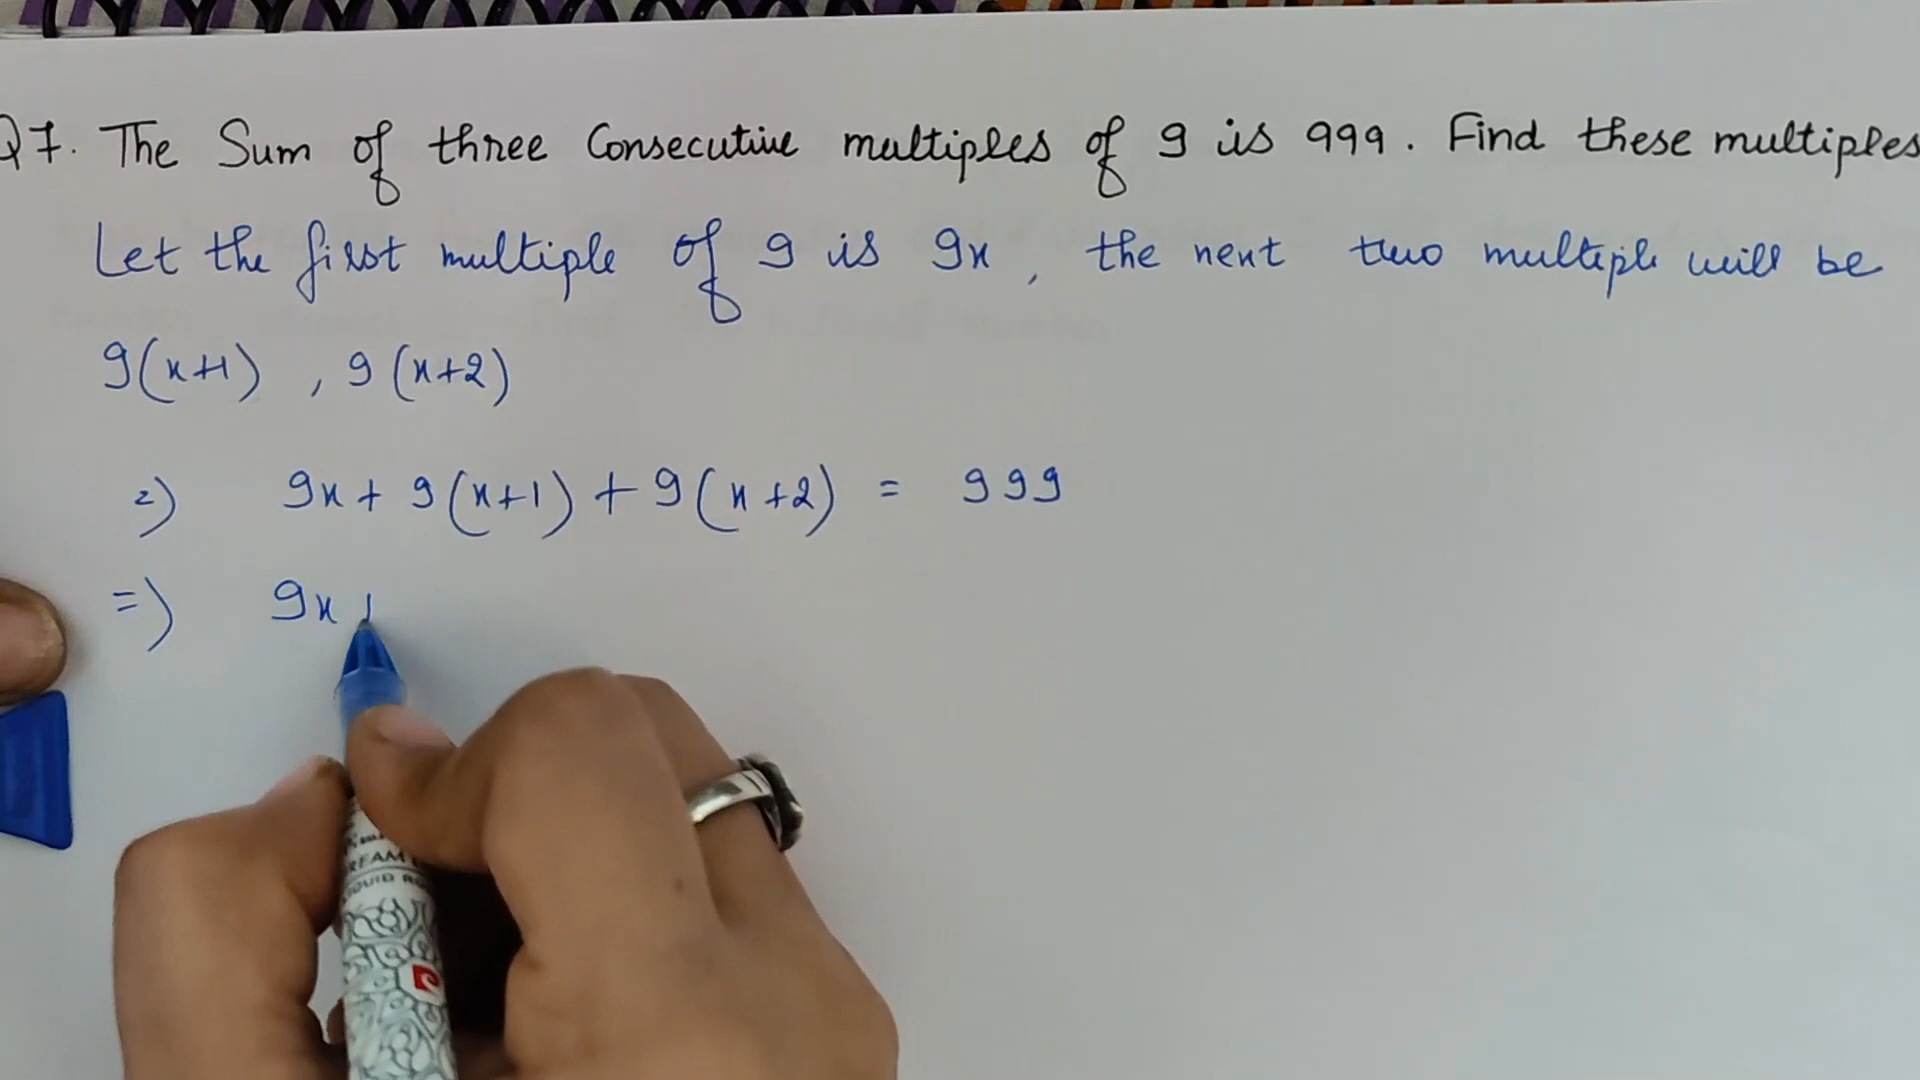 Q7. The Sum of three Consecutive multiples of 9 is 999. Find these multiples
Let the first multiple of 9 is 9x, the next two multiple will be
9(x+1) , 9(x+2)
=) 9x + 9(x+1) + 9(x+2) = 999
=) 9x